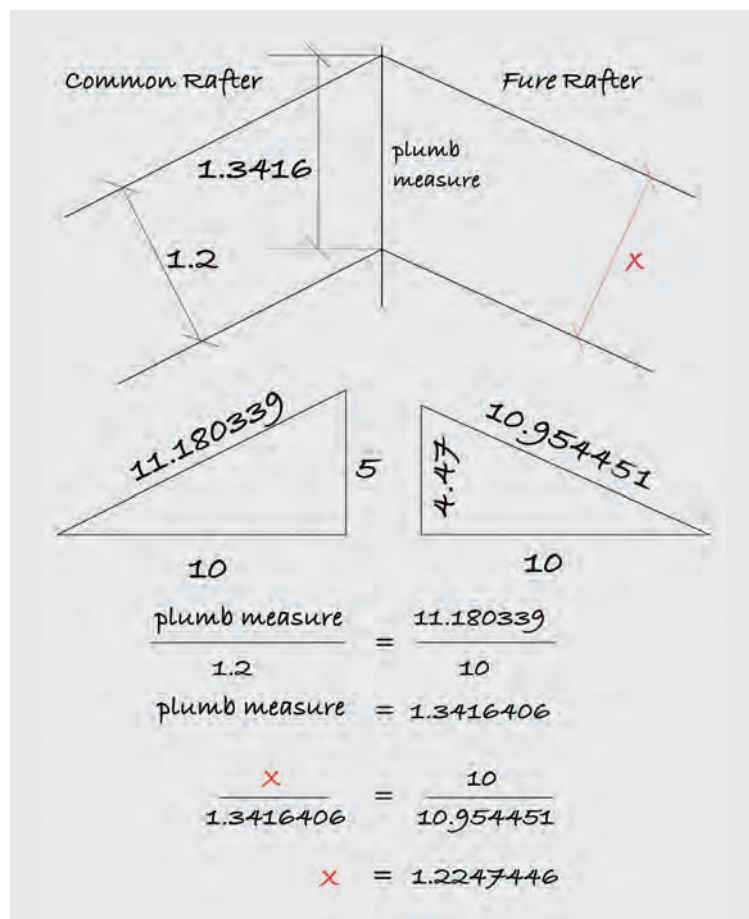 Common Rafter
Fure Rafter
1.3416
plumb
measure
1.2
x
11.180339
5
10
10.954451
4.47
10
plumb measure
1.2
=
11.180339
10
plumb measure = 1.3416406
x
1.3416406
=
10
10.954451
x = 1.2247446